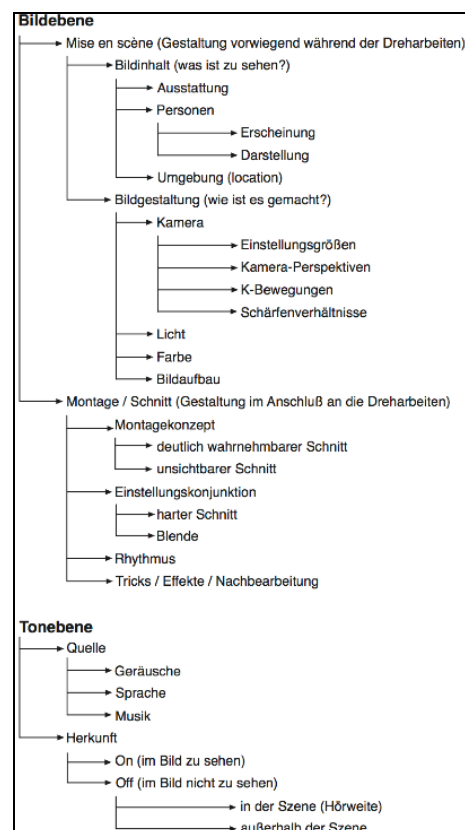 Bildebene
Mise en scène (Gestaltung vorwiegend während der Dreharbeiten)
Bildinhalt (was ist zu sehen?)
Ausstattung
Personen
Erscheinung
Darstellung
Umgebung (location)
Bildgestaltung (wie ist es gemacht?)
Kamera
Einstellungsgrößen
Kamera-Perspektiven
K-Bewegungen
Schärfenverhältnisse
Licht
Farbe
Bildaufbau
Montage / Schnitt (Gestaltung im Anschluß an die Dreharbeiten)
Montagekonzept
deutlich wahrnehmbarer Schnitt
unsichtbarer Schnitt
Einstellungskonjunktion
harter Schnitt
Blende
Rhythmus
Tricks / Effekte / Nachbearbeitung
Tonebene
Quelle
Geräusche
Sprache
Musik
Herkunft
On (im Bild zu sehen)
Off (im Bild nicht zu sehen)
in der Szene (Hörweite)
außerhalb der Szene